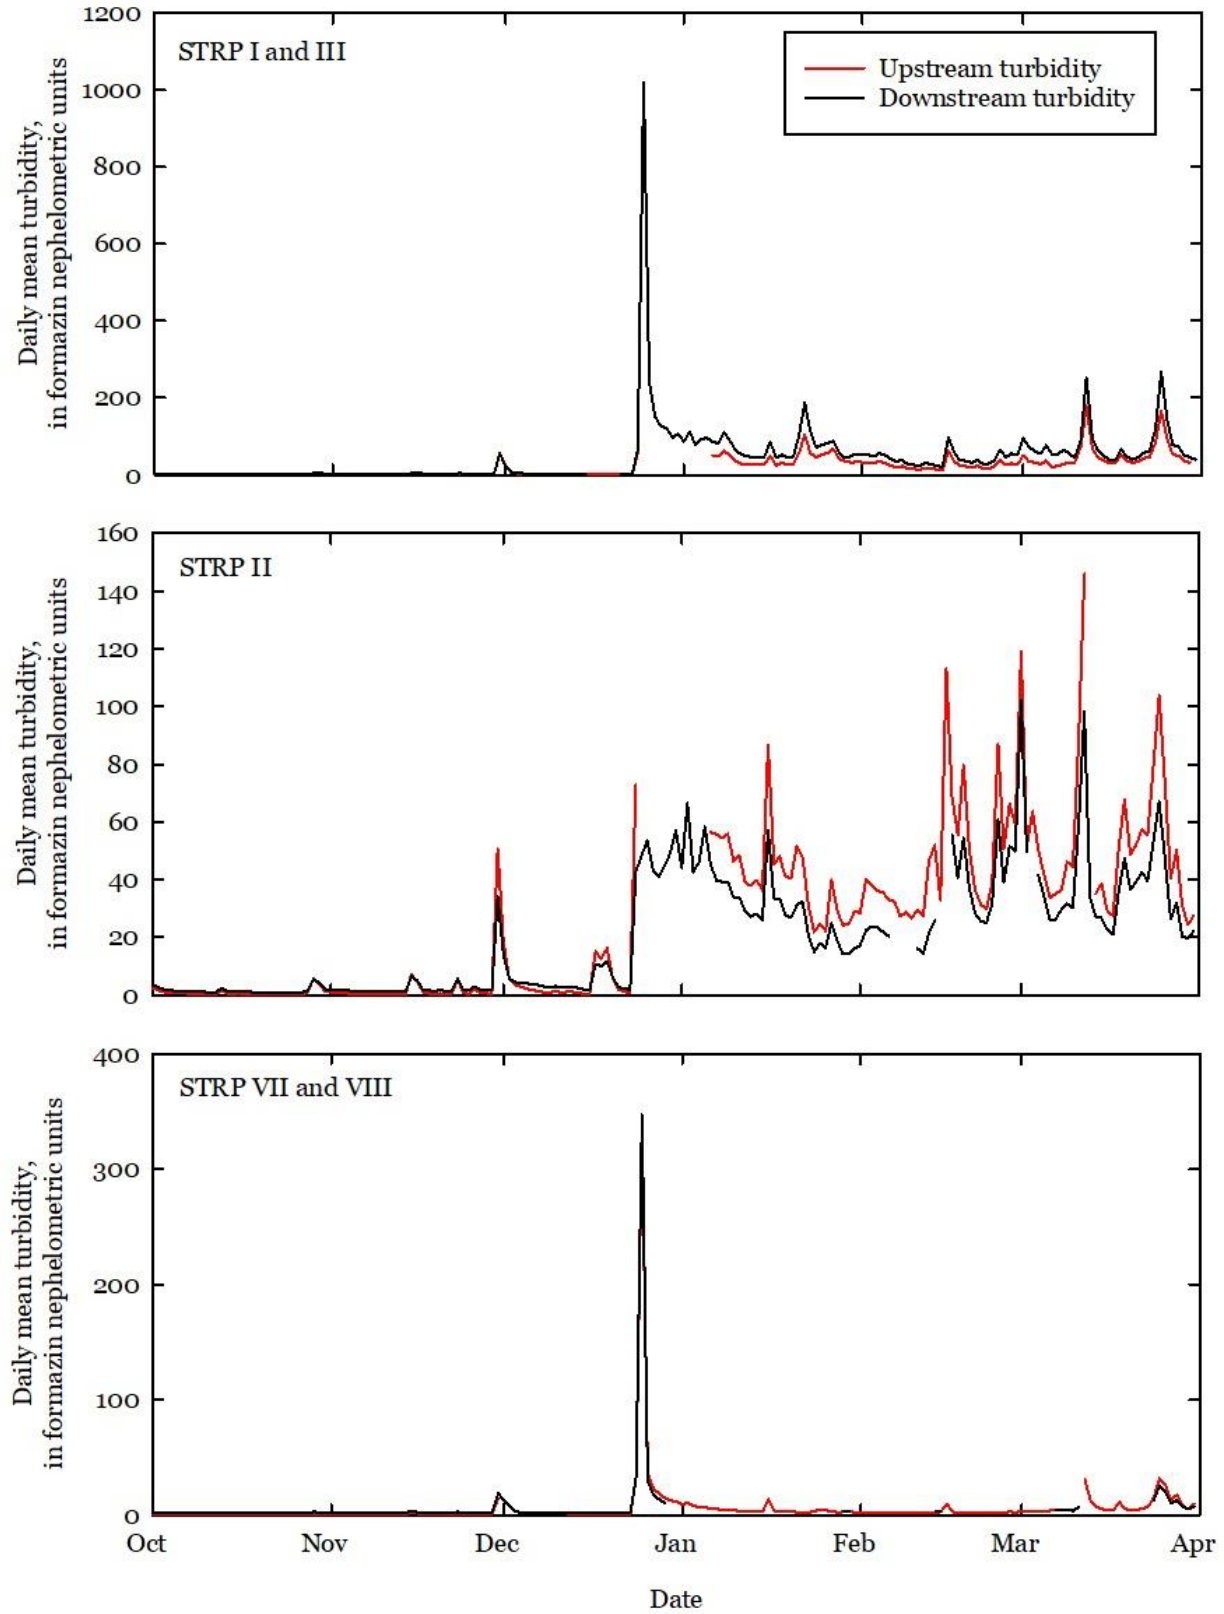 STRP I and III
Upstream turbidity
Downstream turbidity
Daily mean turbidity,
in formazin nephelometric units
1200
1000
800
600
400
200
0
STRP II
Daily mean turbidity,
in formazin nephelometric units
160
140
120
100
80
60
40
20
0
STRP VII and VIII
Daily mean turbidity,
in formazin nephelometric units
400
300
200
100
0
Oct Nov Dec Jan Feb Mar Apr
Date